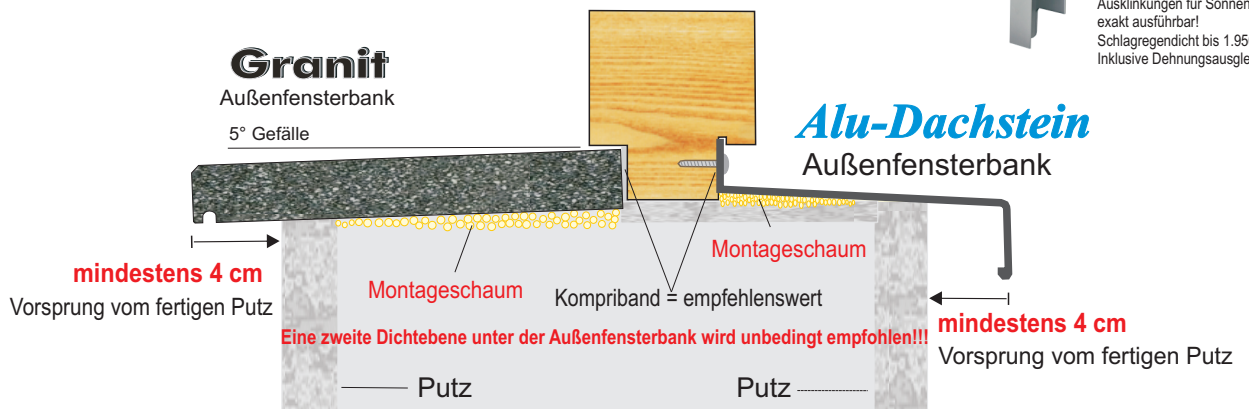 Ausklinkungen für Sonnen
exakt ausführbar!
Schlagregendicht bis 1.950
Inklusive Dehnungsausgle
Granit
Außenfensterbank
5° Gefälle
Alu-Dachstein
Außenfensterbank
mindestens 4 cm
Vorsprung vom fertigen Putz
Montageschaum
Montageschaum
Kompriband = empfehlenswert
Eine zweite Dichtebene unter der Außenfensterbank wird unbedingt empfohlen!!!
mindestens 4 cm
Vorsprung vom fertigen Putz
Putz
Putz